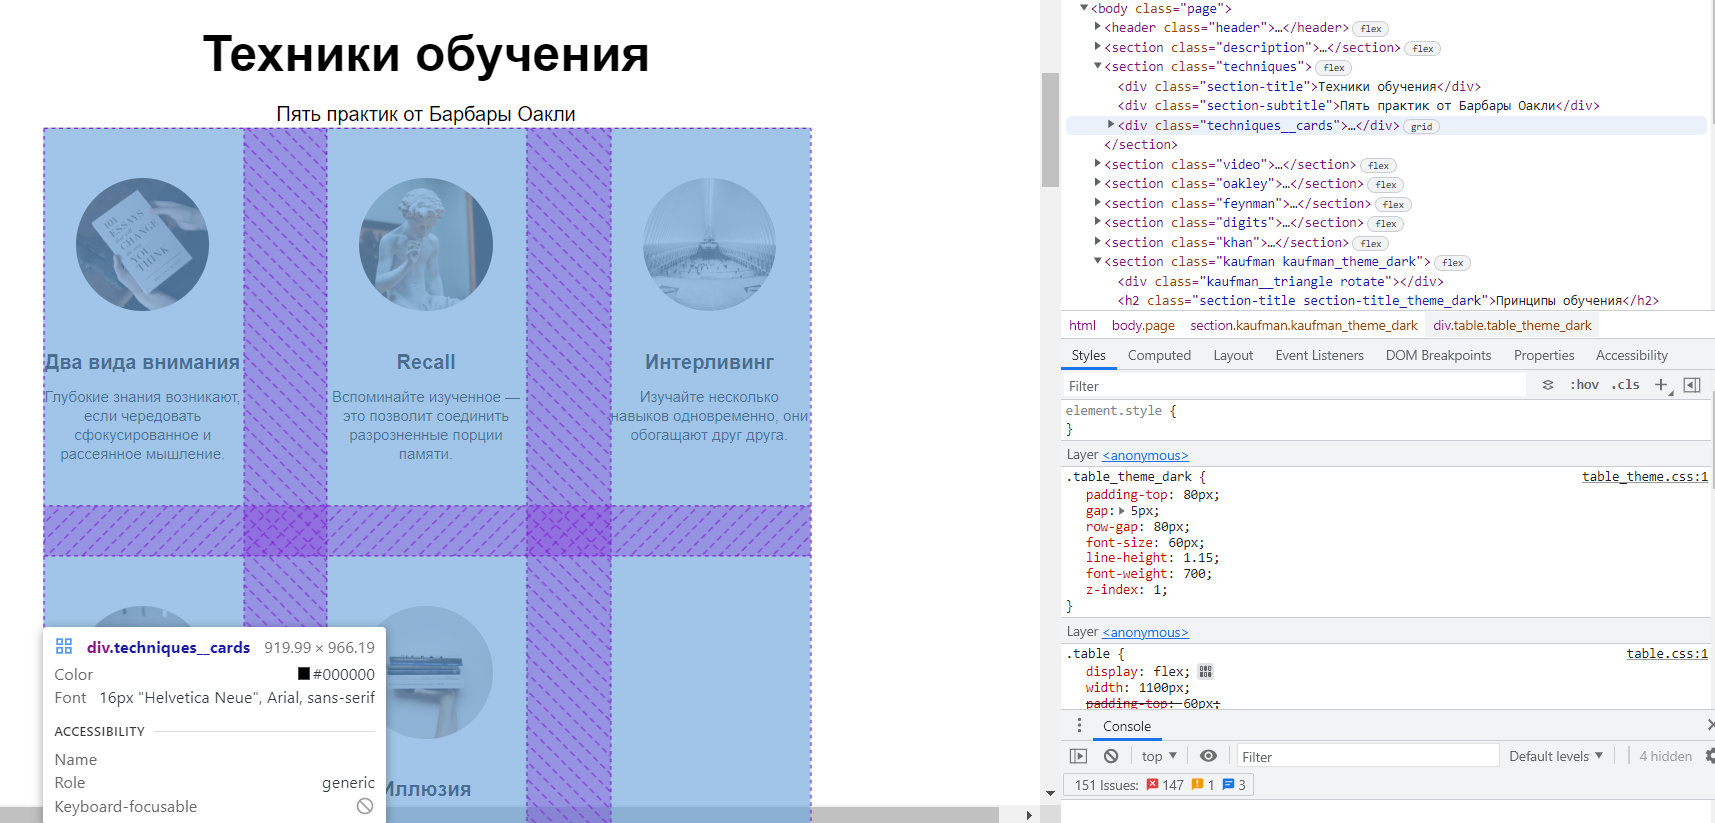 Техники обучения
Пять практик от Барбары Оакли
101
ESSAYS
CHANGE
YOU
THINK
Два вида внимания
Глубокие знания возникают,
если чередовать
сфокусированное и
рассеянное мышление.
Recall
Вспоминайте изученное —
это позволит соединить
разрозненные порции
памяти.
Интерливинг
Изучайте несколько
навыков одновременно, они
обогащают друг друга.
Иллюзия
div.techniques__cards 919.99 × 966.19
Color #000000
Font 16px "Helvetica Neue", Arial, sans-serif
ACCESSIBILITY
Name
Role generic
Keyboard-focusable
<body class="page">
<header class="header">…</header> flex
<section class="description">…</section> flex
<section class="techniques"> flex
<div class="section-title">Техники обучения</div>
<div class="section-subtitle">Пять практик от Барбары Оакли</div>
<div class="techniques__cards">…</div> grid
</section>
<section class="video">…</section> flex
<section class="oakley">…</section> flex
<section class="feynman">…</section> flex
<section class="digits">…</section> flex
<section class="khan">…</section> flex
<section class="kaufman kaufman_theme_dark"> flex
<div class="kaufman__triangle rotate"></div>
<h2 class="section-title section-title_theme_dark">Принципы обучения</h2>
html body.page section.kaufman.kaufman_theme_dark div.table.table_theme_dark
Styles Computed Layout Event Listeners DOM Breakpoints Properties Accessibility
Filter :hov .cls
element.style {
}
Layer <anonymous>
.table_theme_dark { table_theme.css:1
padding-top: 80px;
gap: 5px;
row-gap: 80px;
font-size: 60px;
line-height: 1.15;
font-weight: 700;
z-index: 1;
}
Layer <anonymous>
.table { table.css:1
display: flex;
width: 1100px;
padding-top: 60px;
Console
top Filter Default levels 4 hidden
151 Issues: 147 1 3